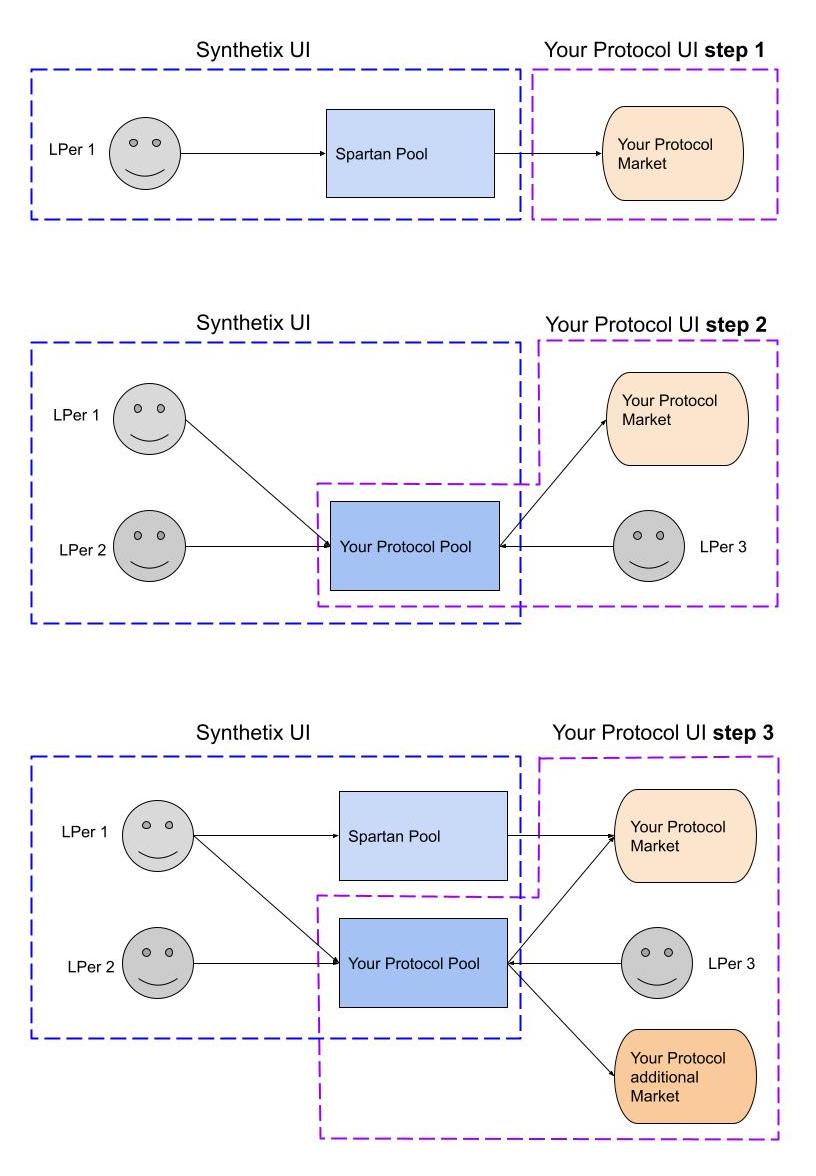 Synthetix UI
Your Protocol UI step 1
LPer 1
Spartan Pool
Your Protocol
Market
Synthetix UI
Your Protocol UI step 2
LPer 1
Your Protocol
Market
LPer 2
Your Protocol Pool
LPer 3
Synthetix UI
Your Protocol UI step 3
LPer 1
Spartan Pool
Your Protocol
Market
LPer 2
Your Protocol Pool
LPer 3
Your Protocol
additional
Market